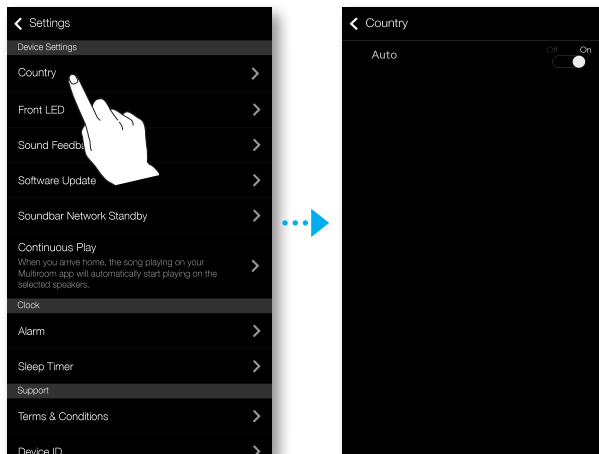 Settings
Device Settings
Country
Front LED
Sound Feedba
Software Update
Soundbar Network Standby
Continuous Play
When you arrive home, the song playing on your
Multiroom app will automatically start playing on the
selected speakers.
Clock
Alarm
Sleep Timer
Support
Terms & Conditions
Device ID
Country
Off On
Auto